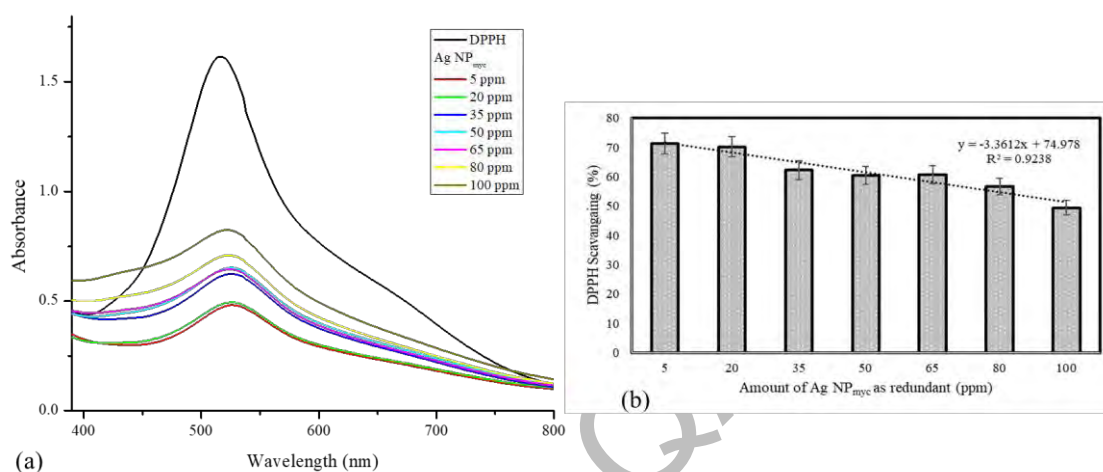 1.5
1.0
0.5
0.0
Absorbance
400
500
600
700
800
Wavelength (nm)
(a)
DPPH
Ag NPmyc
5 ppm
20 ppm
35 ppm
50 ppm
65 ppm
80 ppm
100 ppm
80
70
60
50
40
30
20
10
0
DPPH Scavangaing (%)
y = -3.3612x + 74.978
R² = 0.9238
5
20
35
50
65
80
100
Amount of Ag NPmyc as redundant (ppm)
(b)